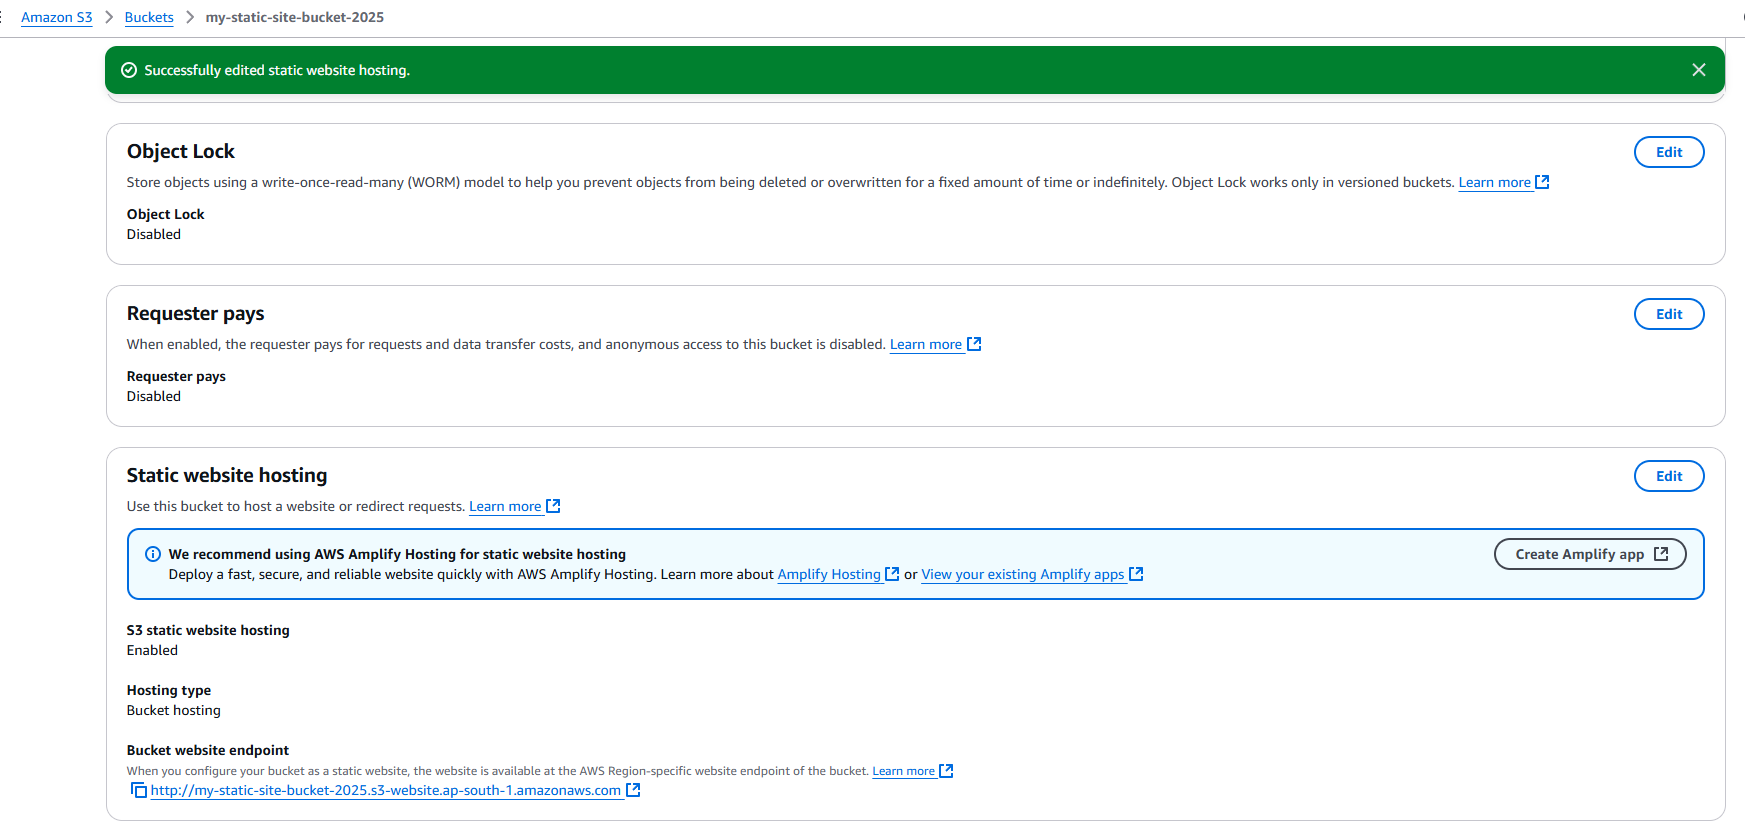 Amazon S3 > Buckets > my-static-site-bucket-2025
Successfully edited static website hosting.
Object Lock
Edit
Store objects using a write-once-read-many (WORM) model to help you prevent objects from being deleted or overwritten for a fixed amount of time or indefinitely. Object Lock works only in versioned buckets. Learn more
Object Lock
Disabled
Requester pays
Edit
When enabled, the requester pays for requests and data transfer costs, and anonymous access to this bucket is disabled. Learn more
Requester pays
Disabled
Static website hosting
Edit
Use this bucket to host a website or redirect requests. Learn more
We recommend using AWS Amplify Hosting for static website hosting
Create Amplify app
Deploy a fast, secure, and reliable website quickly with AWS Amplify Hosting. Learn more about Amplify Hosting or View your existing Amplify apps
S3 static website hosting
Enabled
Hosting type
Bucket hosting
Bucket website endpoint
When you configure your bucket as a static website, the website is available at the AWS Region-specific website endpoint of the bucket. Learn more
http://my-static-site-bucket-2025.s3-website.ap-south-1.amazonaws.com